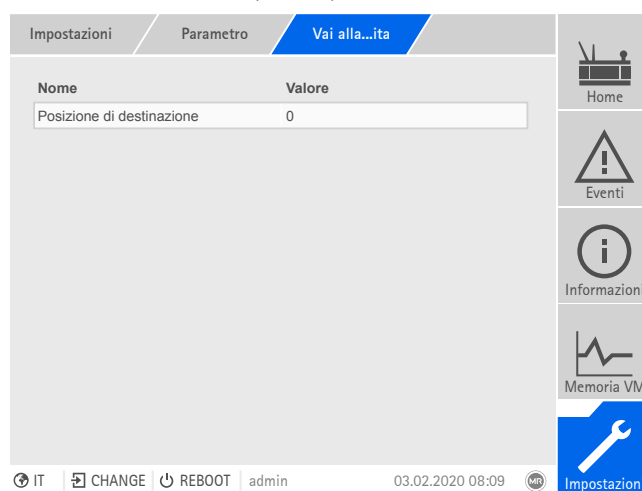 Impostazioni Parametro Vai alla...ita
Nome Valore
Posizione di destinazione 0
Home
Eventi
Informazion
Memoria VM
Impostazion
IT CHANGE REBOOT admin 03.02.2020 08:09 MR